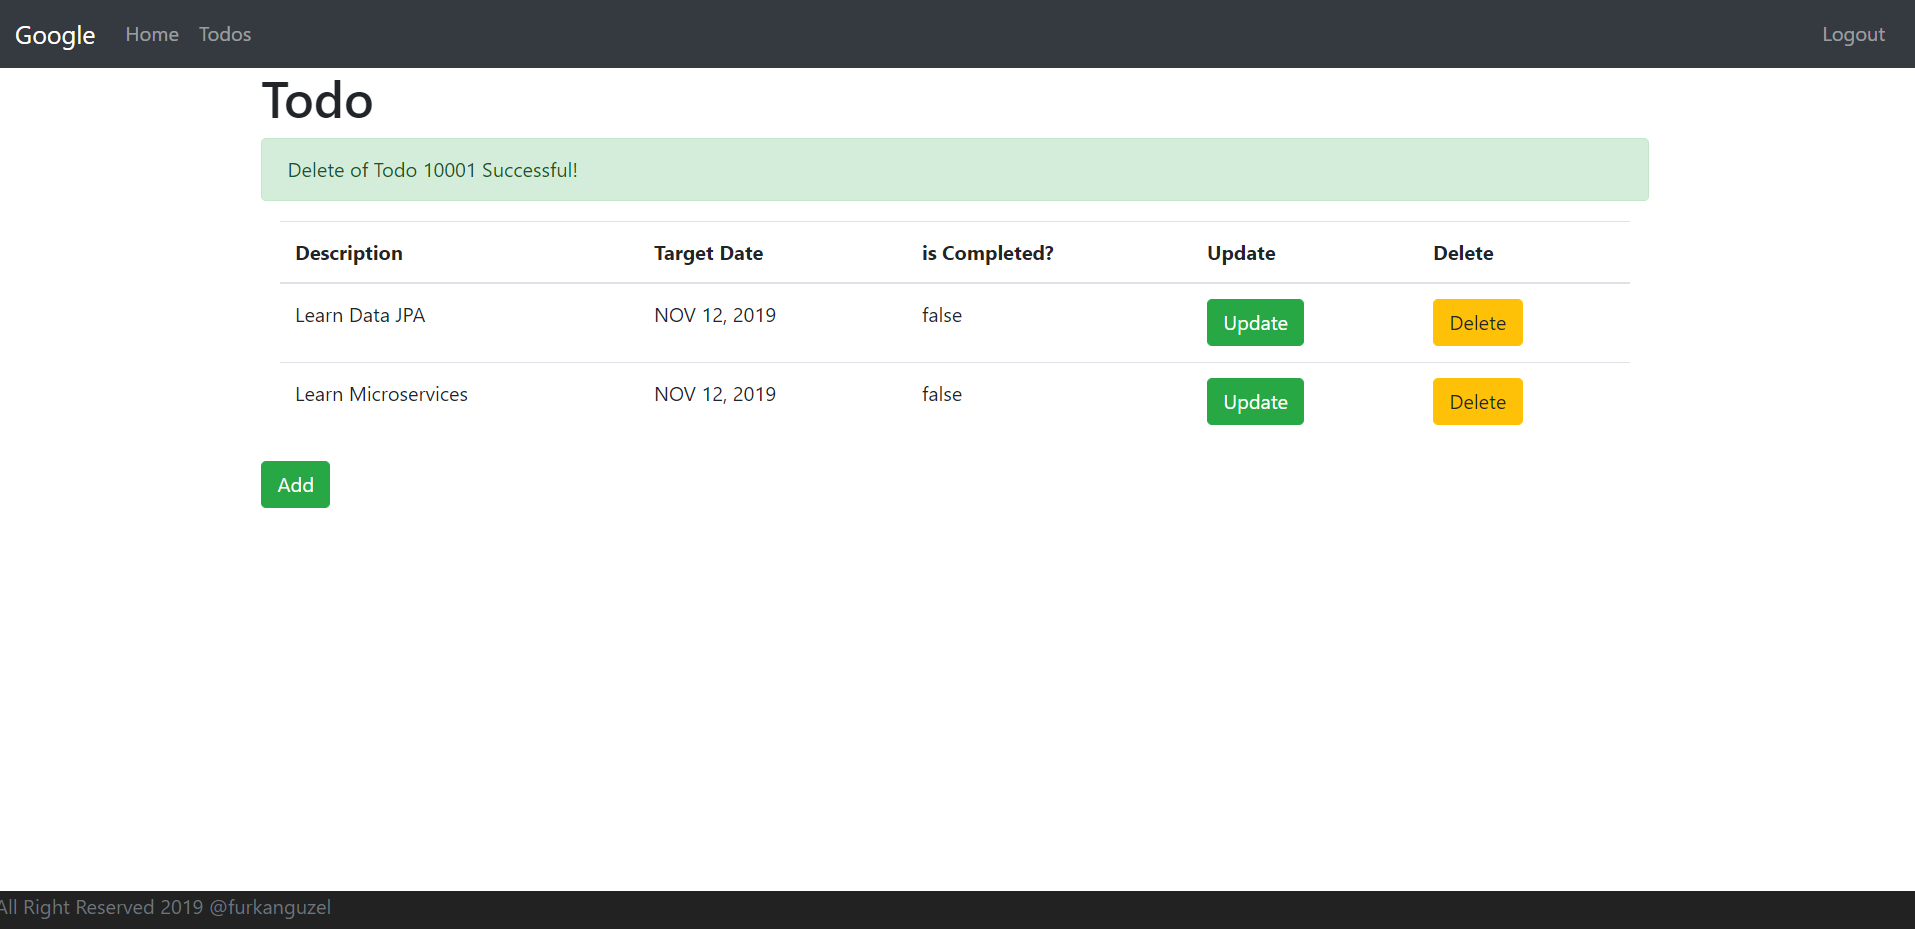 Google Home Todos Logout
Todo
Delete of Todo 10001 Successful!
Description Target Date is Completed? Update Delete
Learn Data JPA NOV 12, 2019 false Update Delete
Learn Microservices NOV 12, 2019 false Update Delete
Add
All Right Reserved 2019 @furkanguzel